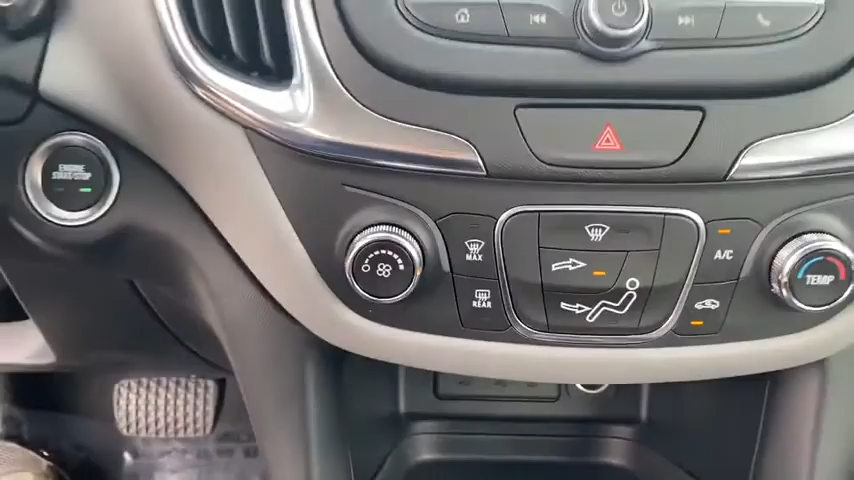 ENGINE
START/STOP
MAX
REAR
A/C
TEMP